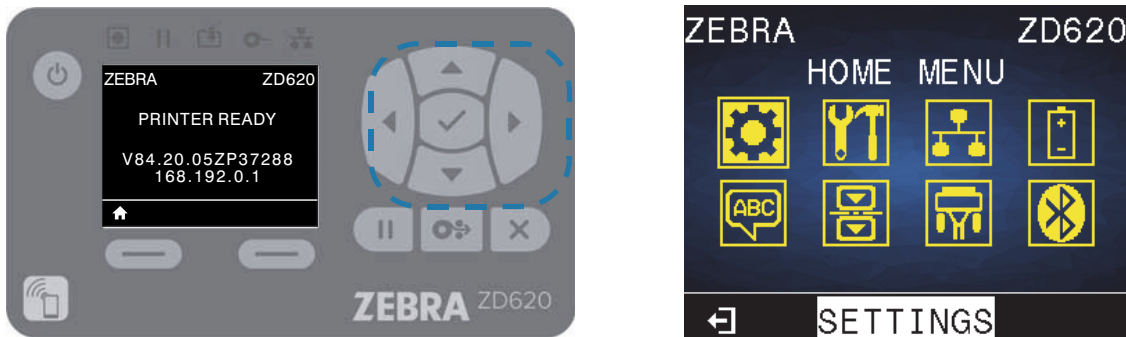 ZEBRA ZD620
PRINTER READY
V84.20.05ZP37288
168.192.0.1
ZEBRA ZD620
ZEBRA ZD620
HOME MENU
ABC
SETTINGS